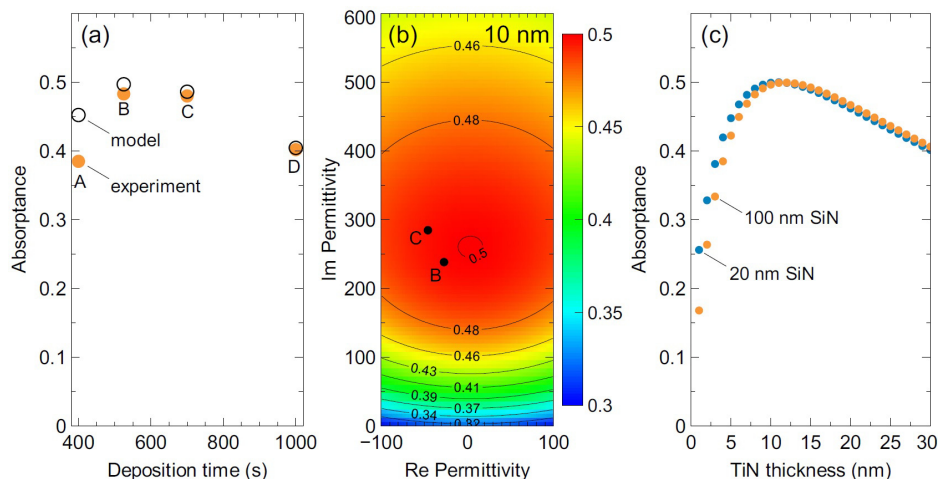 (a)
Absorptance
0.5
0.4
0.3
0.2
0.1
0
400
600
800
1000
Deposition time (s)
A
B
C
D
model
experiment
(b)
10 nm
Im Permittivity
600
500
400
300
200
100
0
−100
0
100
Re Permittivity
0.46
0.48
0.5
C
B
0.48
0.46
0.43
0.41
0.39
0.37
0.34
0.32
0.5
0.45
0.4
0.35
0.3
(c)
Absorptance
0.5
0.4
0.3
0.2
0.1
0
0
5
10
15
20
25
30
TiN thickness (nm)
100 nm SiN
20 nm SiN